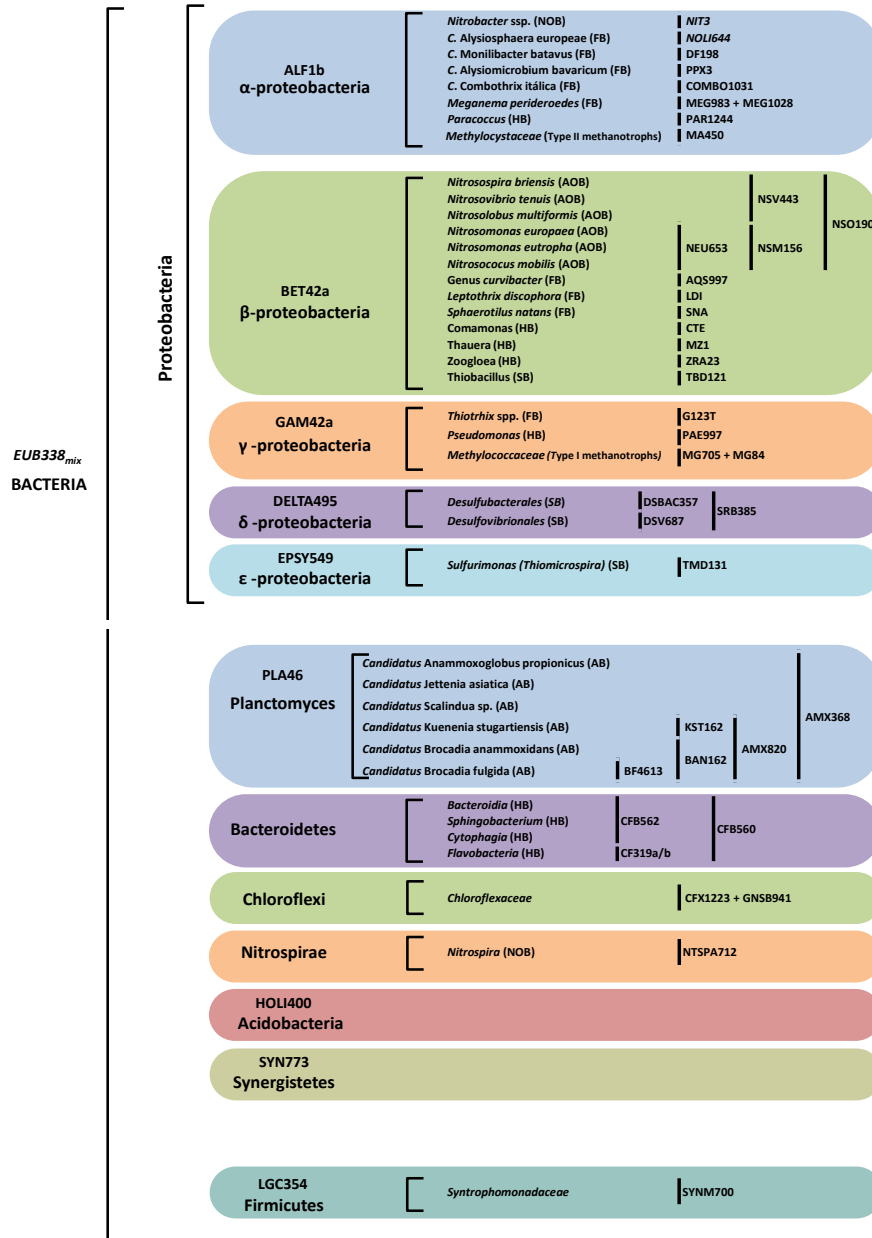 EUB338mix
BACTERIA
Proteobacteria
ALF1b
α-proteobacteria
Nitrobacter ssp. (NOB) NIT3
C. Alysiosphaera europeae (FB) NOLI644
C. Monilibacter batavus (FB) DF198
C. Alysiomicrobium bavaricum (FB) PPX3
C. Combothrix itálica (FB) COMBO1031
Meganema perideroedes (FB) MEG983 + MEG1028
Paracoccus (HB) PAR1244
Methylocystaceae (Type II methanotrophs) MA450
BET42a
β-proteobacteria
Nitrosospira briensis (AOB)
Nitrosovibrio tenuis (AOB) NSV443
Nitrosolobus multiformis (AOB) NSO190
Nitrosomonas europaea (AOB)
Nitrosomonas eutropha (AOB) NEU653 NSM156
Nitrosococus mobilis (AOB)
Genus curvibacter (FB) AQS997
Leptothrix discophora (FB) LDI
Sphaerotilus natans (FB) SNA
Comamonas (HB) CTE
Thauera (HB) MZ1
Zoogloea (HB) ZRA23
Thiobacillus (SB) TBD121
GAM42a
γ -proteobacteria
Thiotrhix spp. (FB) G123T
Pseudomonas (HB) PAE997
Methylococcaceae (Type I methanotrophs) MG705 + MG84
DELTA495
δ -proteobacteria
Desulfubacterales (SB) DSBAC357 SRB385
Desulfovibrionales (SB) DSV687
EPSY549
ε -proteobacteria
Sulfurimonas (Thiomicrospira) (SB) TMD131
PLA46
Planctomyces
Candidatus Anammoxoglobus propionicus (AB)
Candidatus Jettenia asiatica (AB)
Candidatus Scalindua sp. (AB) AMX368
Candidatus Kuenenia stugartiensis (AB) KST162
Candidatus Brocadia anammoxidans (AB) BAN162 AMX820
Candidatus Brocadia fulgida (AB) BF4613
Bacteroidetes
Bacteroidia (HB)
Sphingobacterium (HB) CFB562 CFB560
Cytophagia (HB)
Flavobacteria (HB) CF319a/b
Chloroflexi
Chloroflexaceae CFX1223 + GNSB941
Nitrospirae
Nitrospira (NOB) NTSPA712
HOLI400
Acidobacteria
SYN773
Synergistetes
LGC354
Firmicutes
Syntrophomonadaceae SYNM700